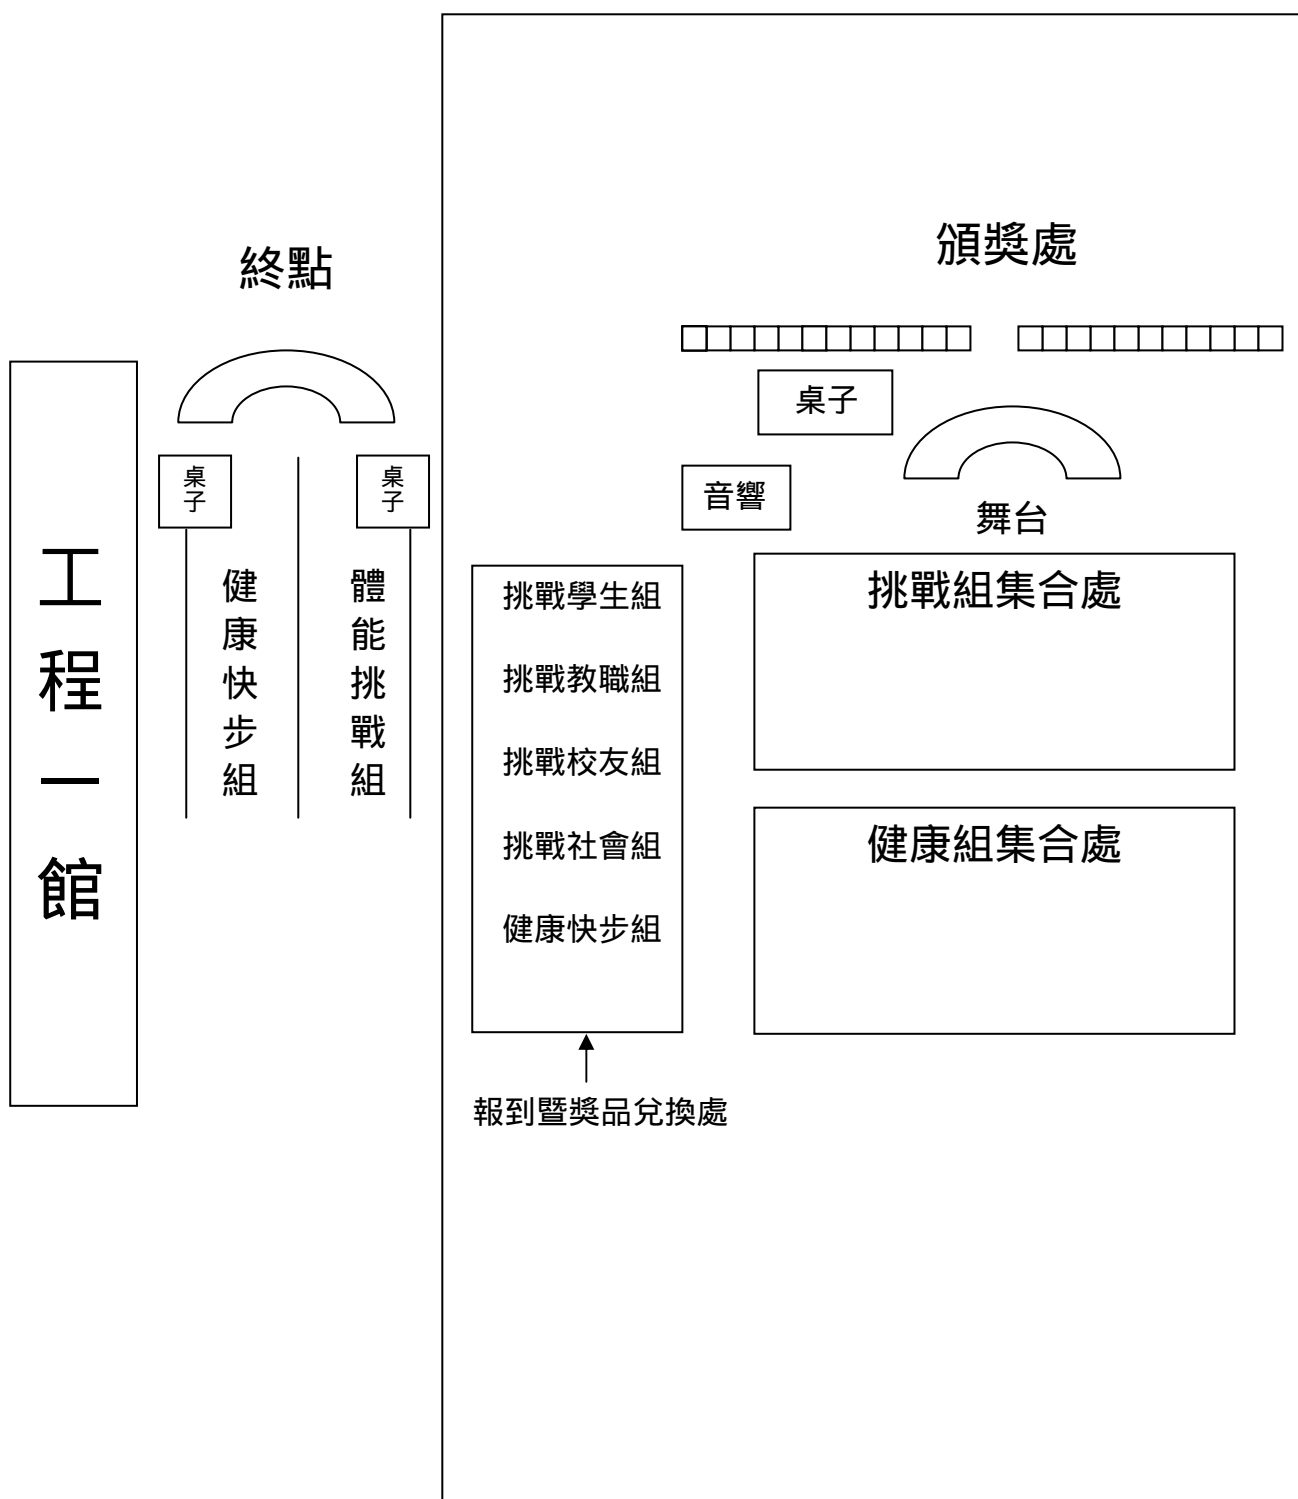 終點
頒獎處
桌子
桌子
桌子
音響
舞台
工程一館
健康快步組
體能挑戰組
挑戰學生組
挑戰教職組
挑戰校友組
挑戰社會組
健康快步組
挑戰組集合處
健康組集合處
報到暨獎品兌換處